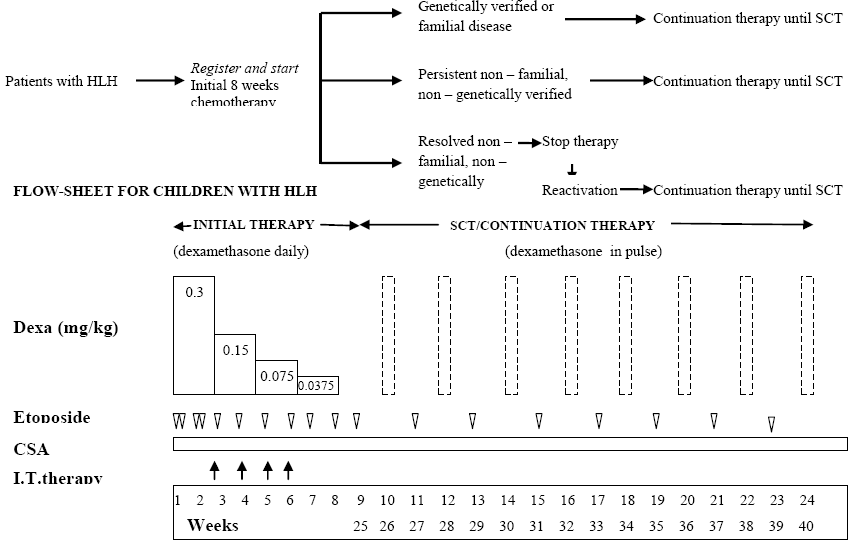 Genetically verified or
familial disease
Continuation therapy until SCT
Patients with HLH
Register and start
Initial 8 weeks
chemotherapy
Persistent non – familial,
non – genetically verified
Continuation therapy until SCT
Resolved non –
familial, non –
genetically
Stop therapy
Reactivation
Continuation therapy until SCT
FLOW-SHEET FOR CHILDREN WITH HLH
INITIAL THERAPY
(dexamethasone daily)
SCT/CONTINUATION THERAPY
(dexamethasone in pulse)
Dexa (mg/kg)
0.3
0.15
0.075
0.0375
Etoposide
CSA
I.T.therapy
1 2 3 4 5 6 7 8 9 10 11 12 13 14 15 16 17 18 19 20 21 22 23 24
Weeks 25 26 27 28 29 30 31 32 33 34 35 36 37 38 39 40